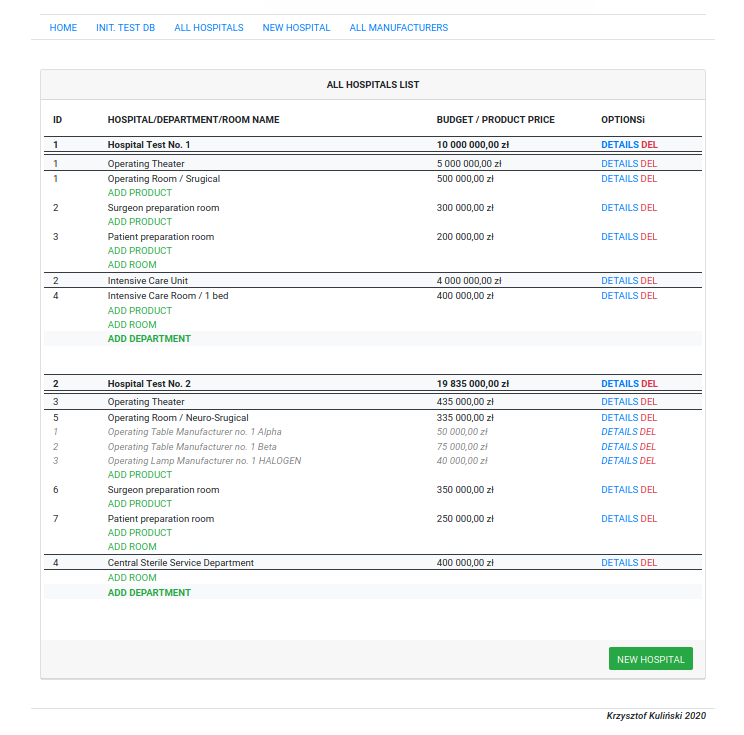 HOME INIT. TEST DB ALL HOSPITALS NEW HOSPITAL ALL MANUFACTURERS
ALL HOSPITALS LIST
ID HOSPITAL/DEPARTMENT/ROOM NAME BUDGET / PRODUCT PRICE OPTIONSi
1 Hospital Test No. 1 10 000 000,00 zł DETAILS DEL
1 Operating Theater 5 000 000,00 zł DETAILS DEL
1 Operating Room / Srugical 500 000,00 zł DETAILS DEL
ADD PRODUCT
2 Surgeon preparation room 300 000,00 zł DETAILS DEL
ADD PRODUCT
3 Patient preparation room 200 000,00 zł DETAILS DEL
ADD PRODUCT
ADD ROOM
2 Intensive Care Unit 4 000 000,00 zł DETAILS DEL
4 Intensive Care Room / 1 bed 400 000,00 zł DETAILS DEL
ADD PRODUCT
ADD ROOM
ADD DEPARTMENT
2 Hospital Test No. 2 19 835 000,00 zł DETAILS DEL
3 Operating Theater 435 000,00 zł DETAILS DEL
5 Operating Room / Neuro-Srugical 335 000,00 zł DETAILS DEL
1 Operating Table Manufacturer no. 1 Alpha 50 000,00 zł DETAILS DEL
2 Operating Table Manufacturer no. 1 Beta 75 000,00 zł DETAILS DEL
3 Operating Lamp Manufacturer no. 1 HALOGEN 40 000,00 zł DETAILS DEL
ADD PRODUCT
6 Surgeon preparation room 350 000,00 zł DETAILS DEL
ADD PRODUCT
7 Patient preparation room 250 000,00 zł DETAILS DEL
ADD PRODUCT
ADD ROOM
4 Central Sterile Service Department 400 000,00 zł DETAILS DEL
ADD ROOM
ADD DEPARTMENT
NEW HOSPITAL
Krzysztof Kuliński 2020